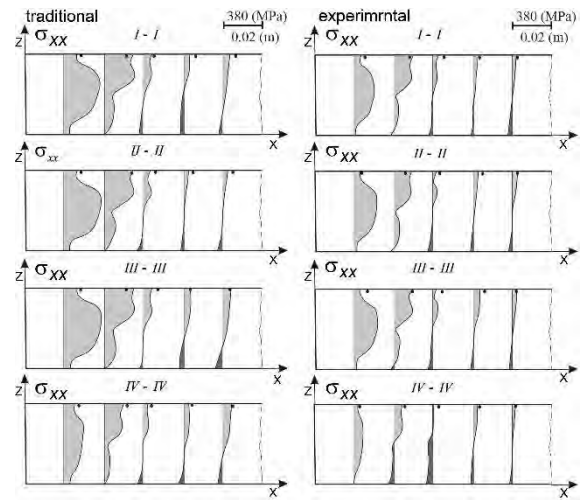 traditional
380 (MPa)
0.02 (m)
experimrntal
380 (MPa)
0.02 (m)
z
σxx
I - I
x
z
σxx
I - I
x
z
σxx
II - II
x
z
σxx
II - II
x
z
σxx
III - III
x
z
σxx
III - III
x
z
σxx
IV - IV
x
z
σxx
IV - IV
x